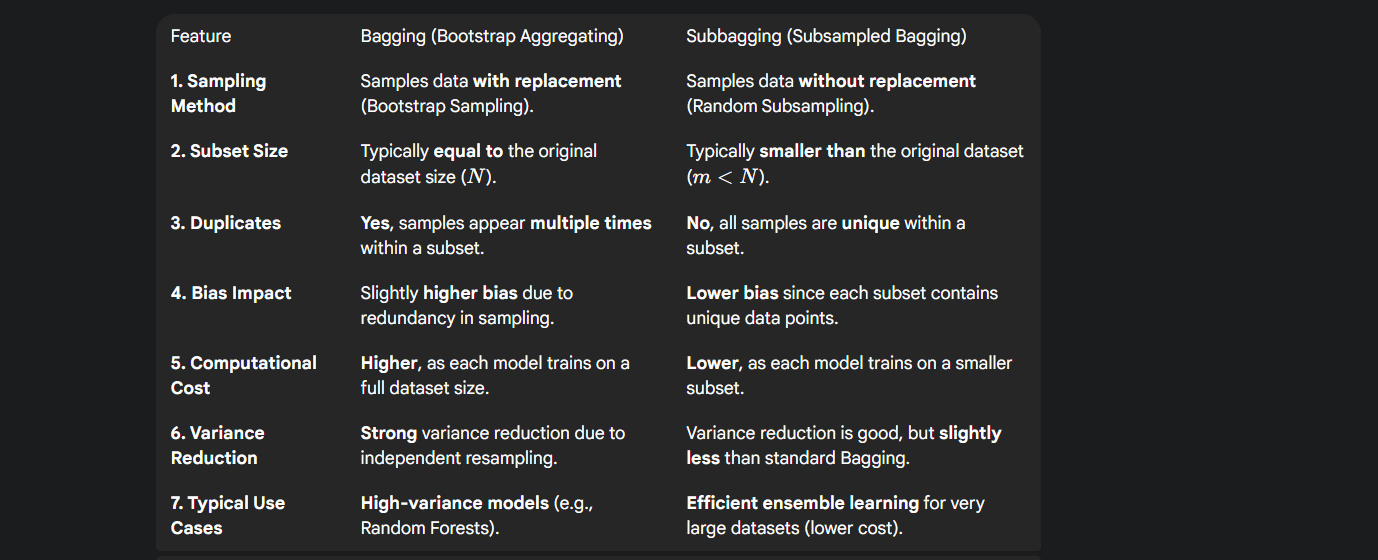 Feature Bagging (Bootstrap Aggregating) Subbagging (Subsampled Bagging)
1. Sampling Samples data with replacement Samples data without replacement
Method (Bootstrap Sampling). (Random Subsampling).
2. Subset Size Typically equal to the original Typically smaller than the original dataset
dataset size (N). (m < N).
3. Duplicates Yes, samples appear multiple times No, all samples are unique within a
within a subset. subset.
4. Bias Impact Slightly higher bias due to Lower bias since each subset contains
redundancy in sampling. unique data points.
5. Computational Higher, as each model trains on a Lower, as each model trains on a smaller
Cost full dataset size. subset.
6. Variance Strong variance reduction due to Variance reduction is good, but slightly
Reduction independent resampling. less than standard Bagging.
7. Typical Use High-variance models (e.g., Efficient ensemble learning for very
Cases Random Forests). large datasets (lower cost).